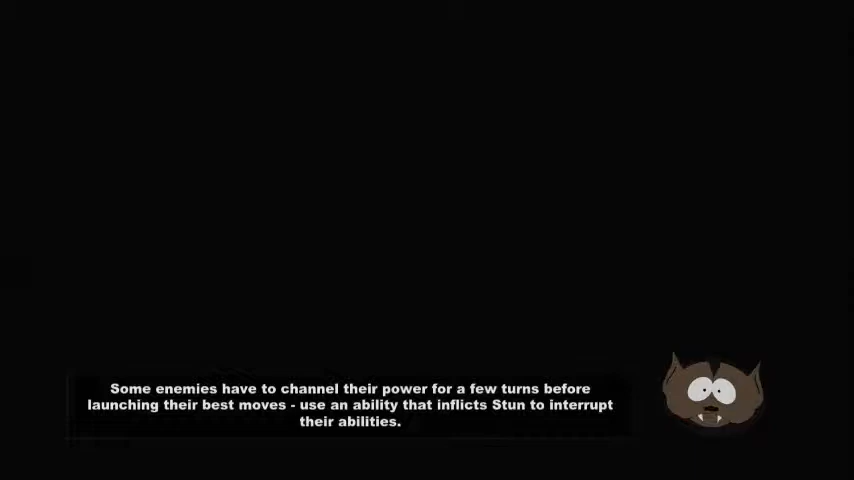 Some enemies have to channel their power for a few turns before
launching their best moves - use an ability that inflicts Stun to interrupt
their abilities.